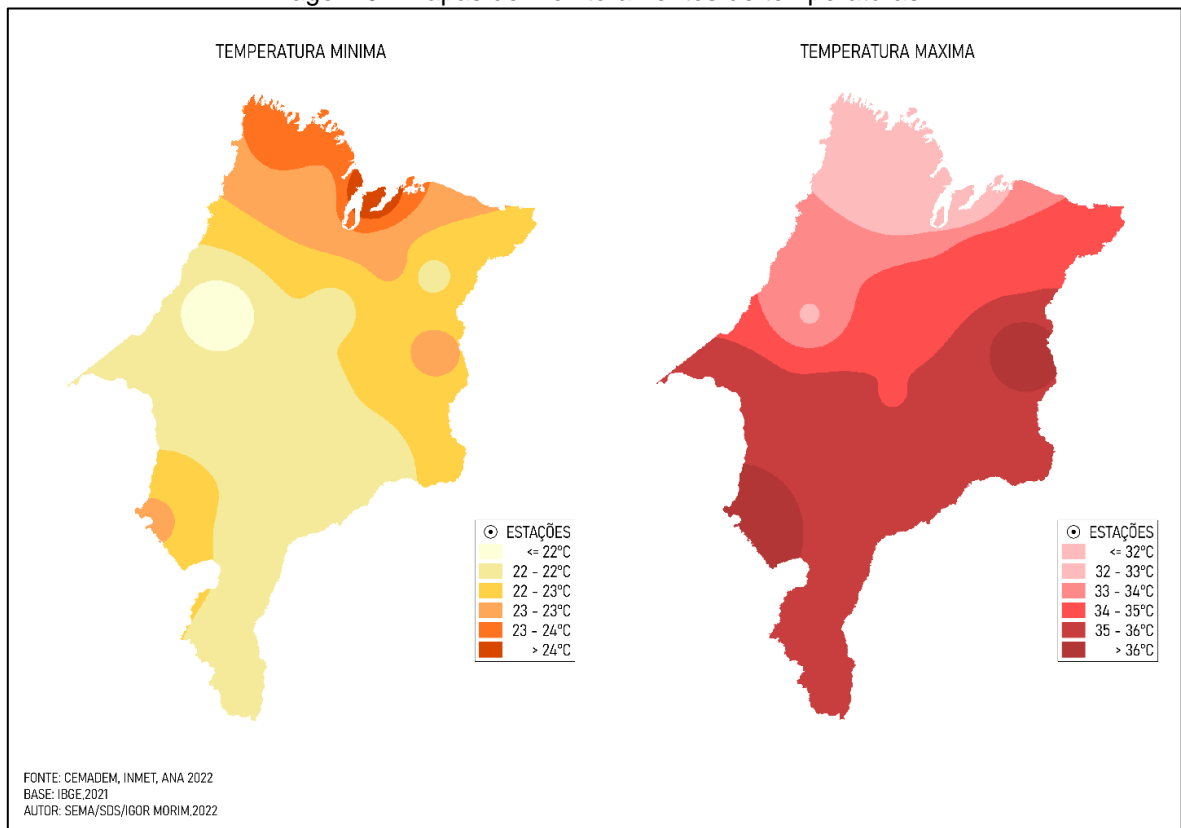 TEMPERATURA MINIMA
TEMPERATURA MAXIMA
ESTAÇÕES
<= 22°C
22 - 22°C
22 - 23°C
23 - 23°C
23 - 24°C
> 24°C
ESTAÇÕES
<= 32°C
32 - 33°C
33 - 34°C
34 - 35°C
35 - 36°C
> 36°C
FONTE: CEMADEM, INMET, ANA 2022
BASE: IBGE,2021
AUTOR: SEMA/SDS/IGOR MORIM,2022